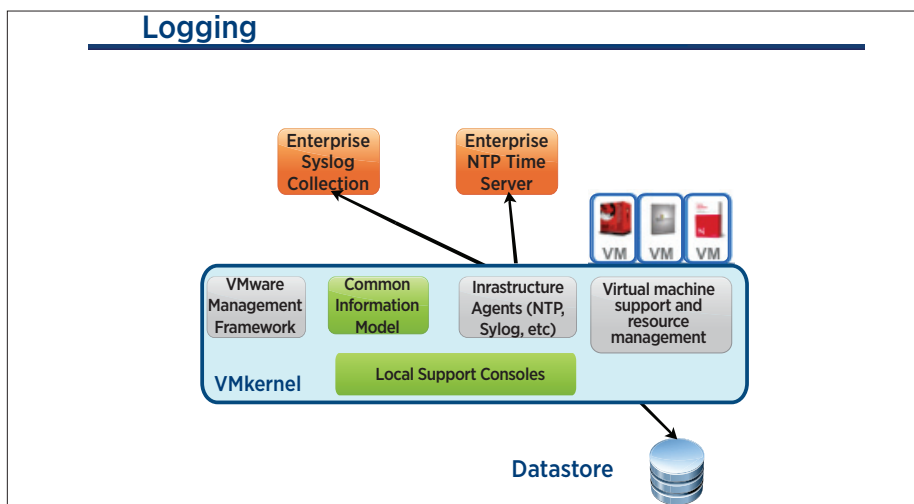 Logging
Enterprise
Syslog
Collection
Enterprise
NTP Time
Server
VM
VM
VM
VMware
Management
Framework
Common
Information
Model
Inrastructure
Agents (NTP,
Sylog, etc)
Virtual machine
support and
resource
management
Local Support Consoles
VMkernel
Datastore